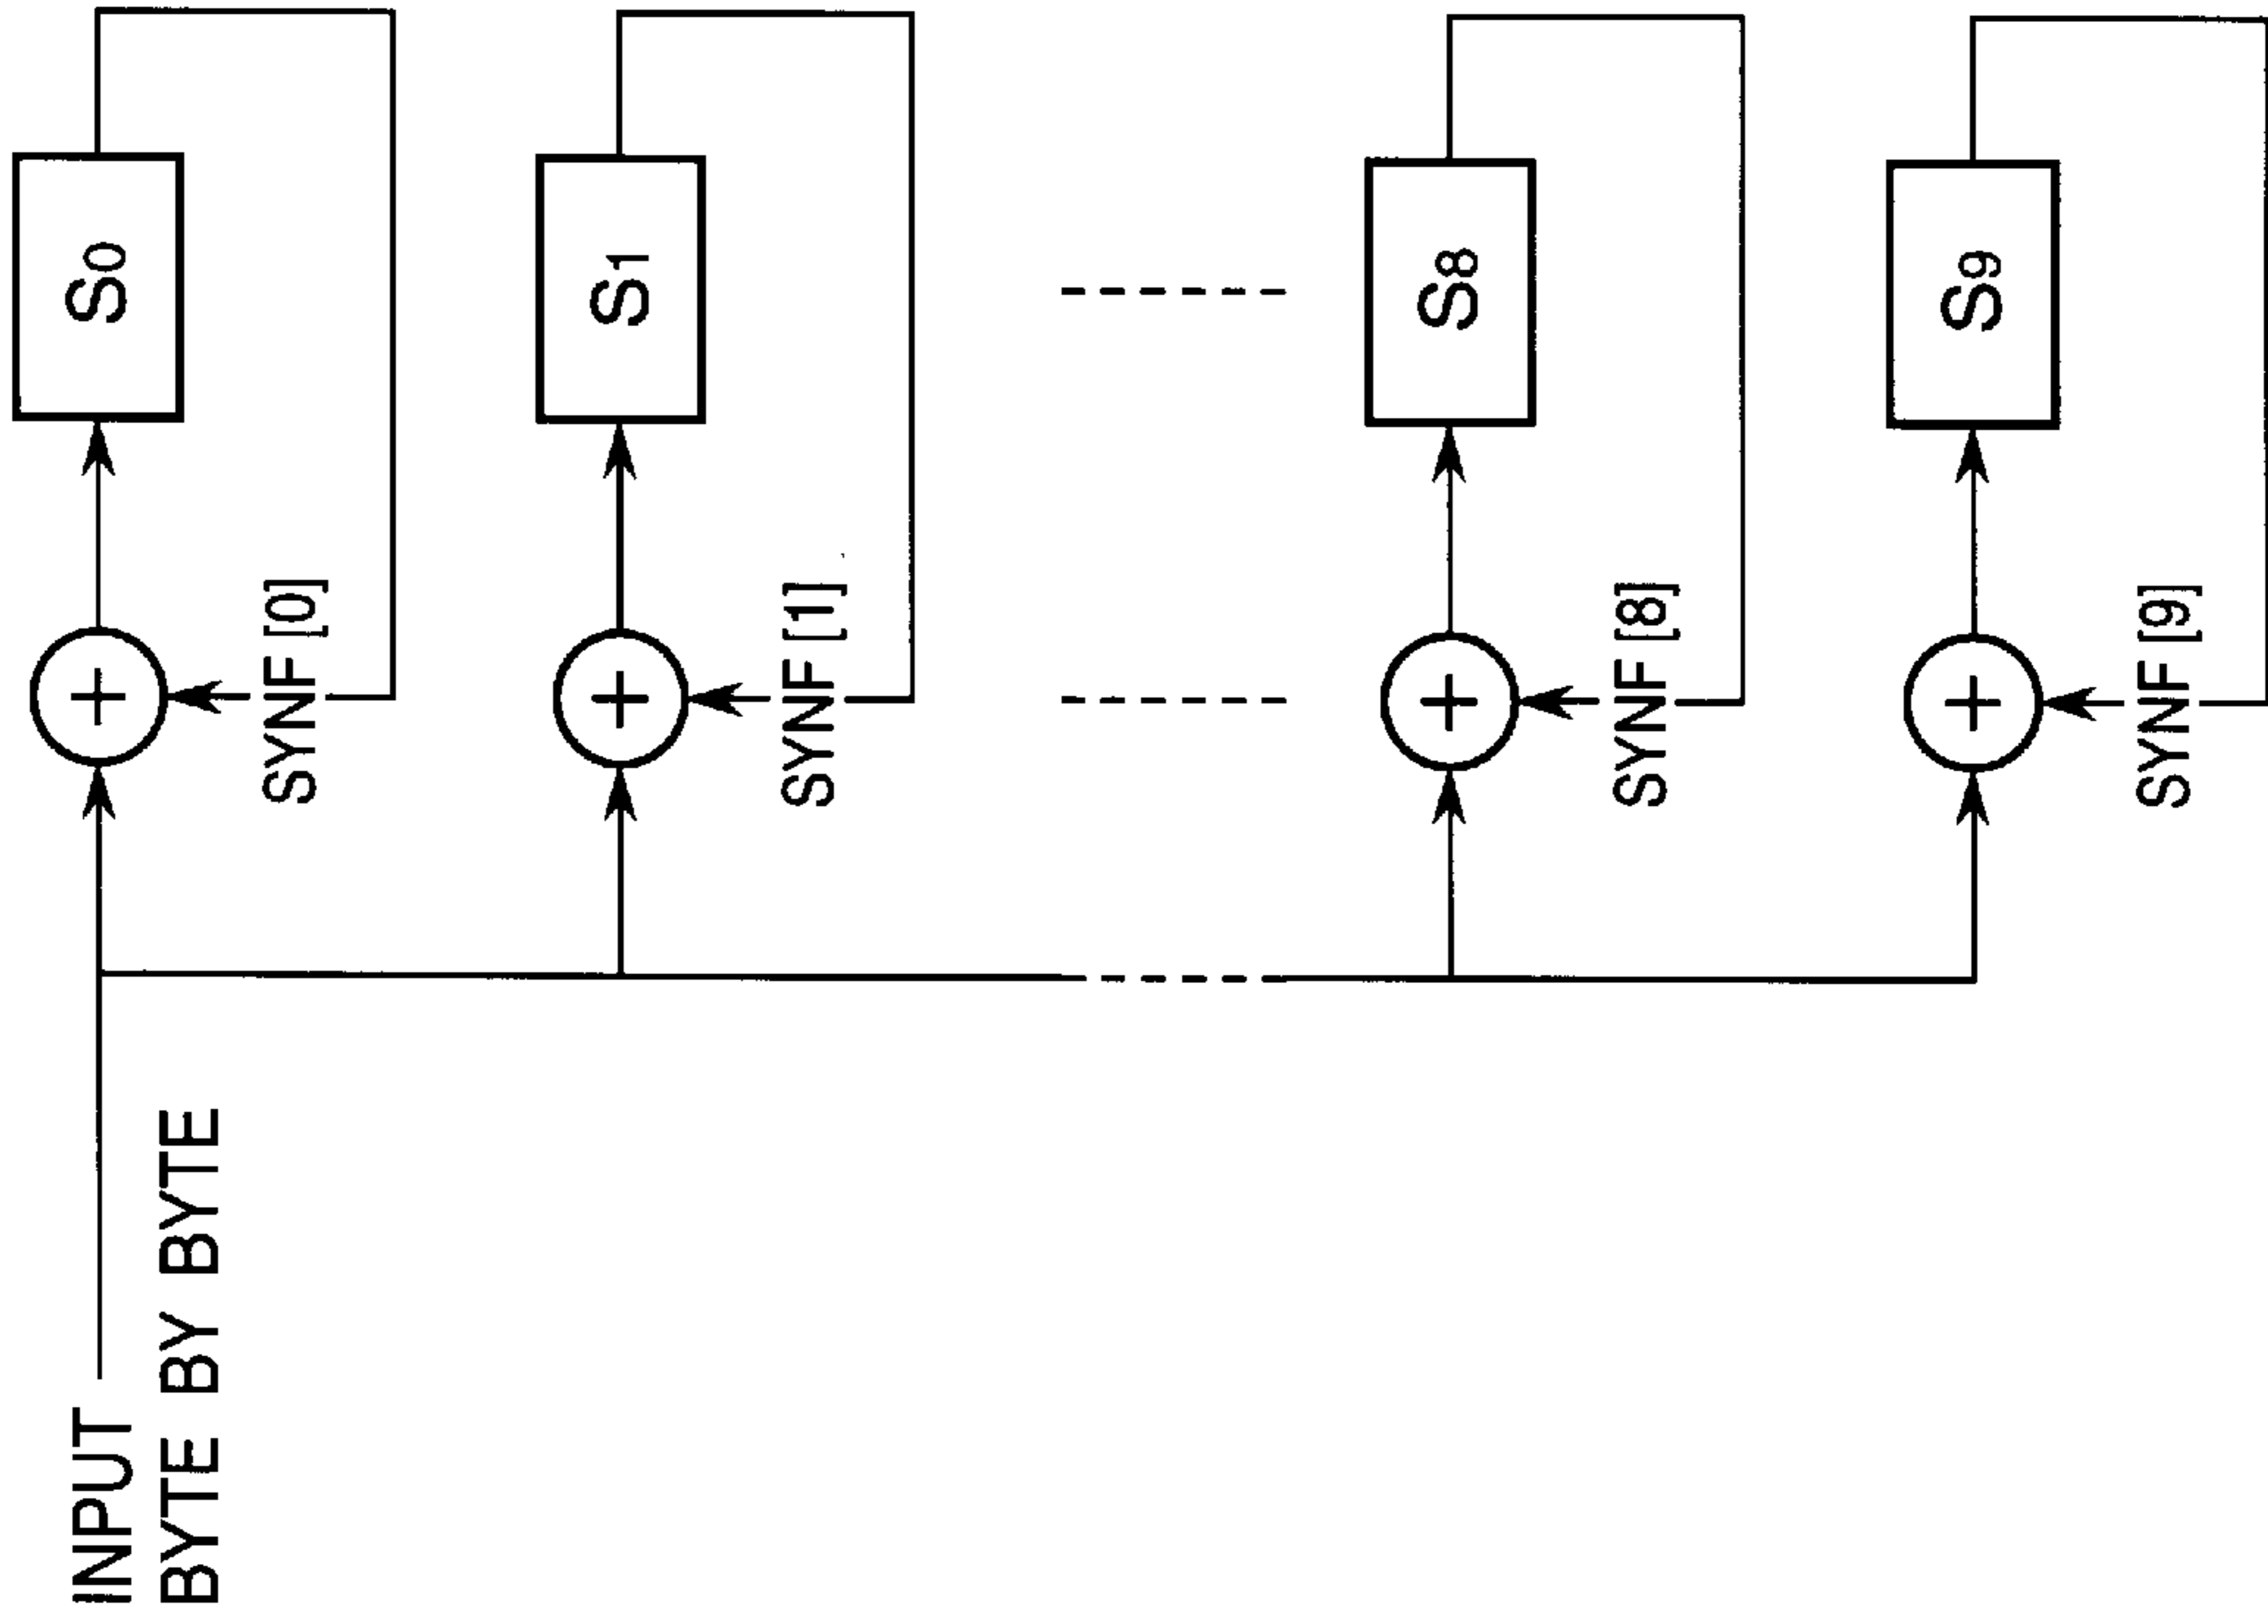 INPUT
BYTE BY BYTE
+
SYNF [0]
S0
+
SYNF [1]
S1
+
SYNF [8]
S8
+
SYNF [9]
S9